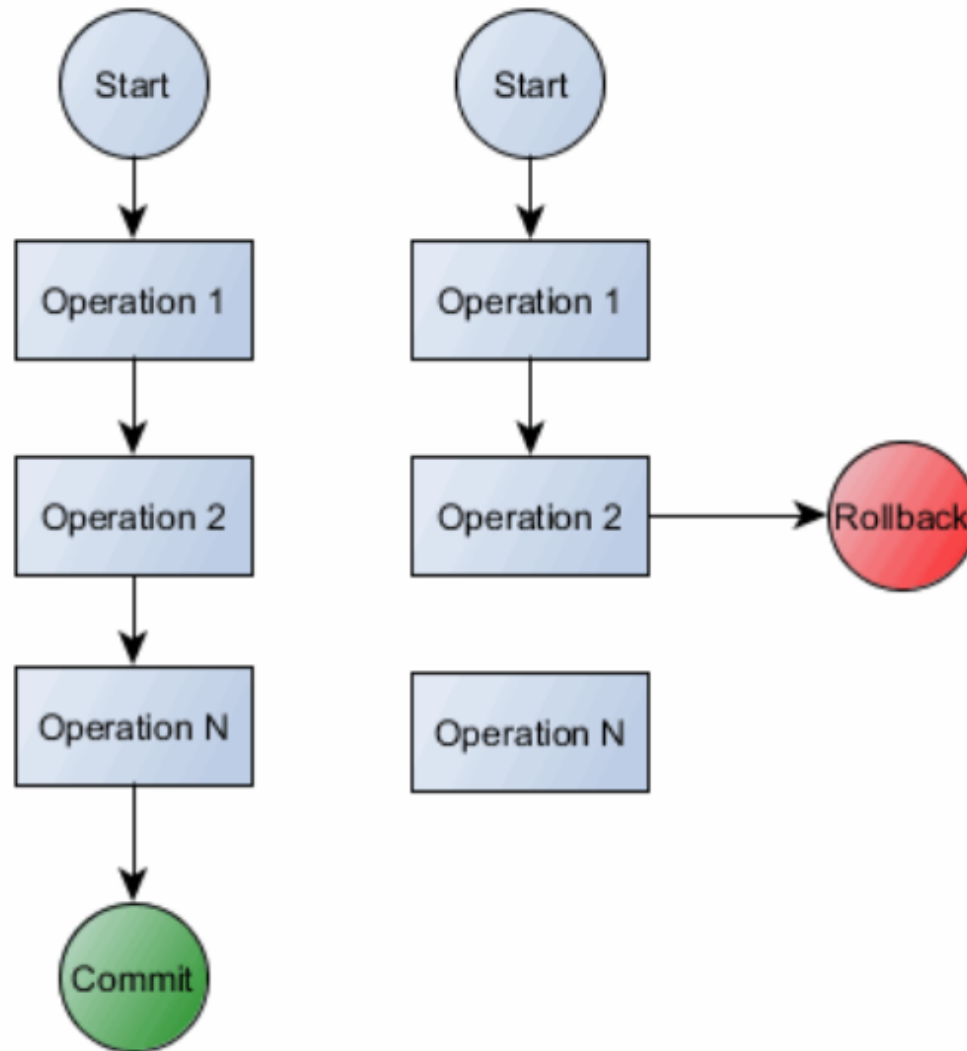 Start
Start
Operation 1
Operation 1
Operation 2
Operation 2
Rollback
Operation N
Operation N
Commit